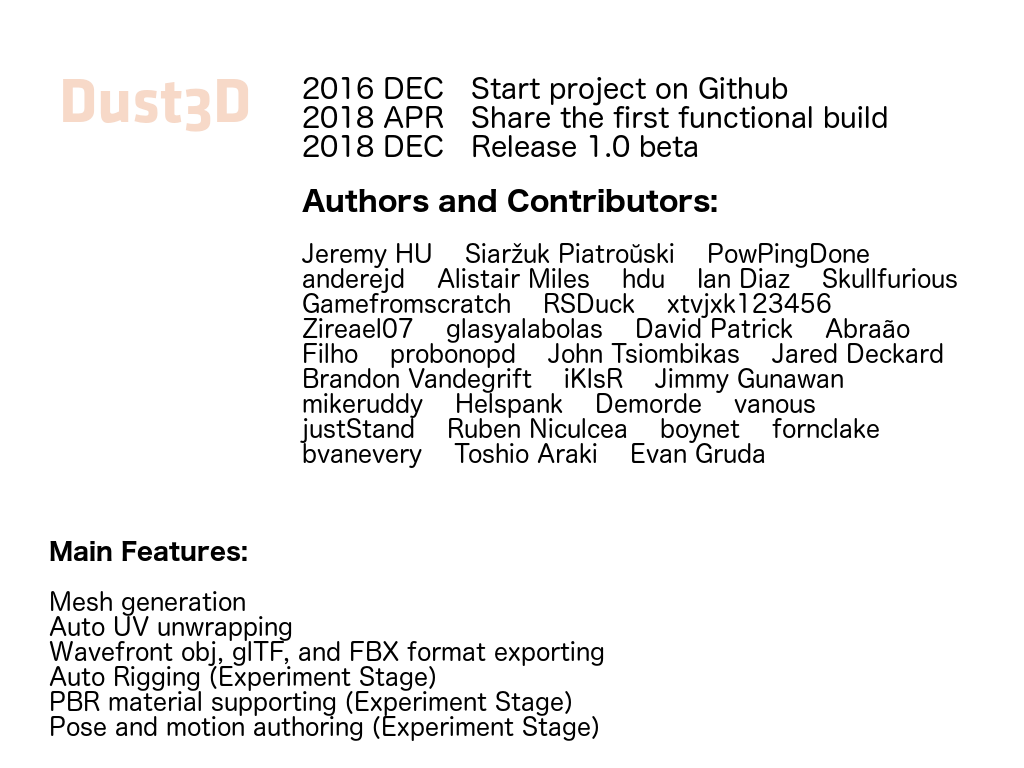 Dust3D
2016 DEC Start project on Github
2018 APR Share the first functional build
2018 DEC Release 1.0 beta
Authors and Contributors:
Jeremy HU Siaržuk Piatroŭski PowPingDone
anderejd Alistair Miles hdu Ian Diaz Skullfurious
Gamefromscratch RSDuck xtvjxk123456
Zireael07 glasyalabolas David Patrick Abraão
Filho probonopd John Tsiombikas Jared Deckard
Brandon Vandegrift iKlsR Jimmy Gunawan
mikeruddy Helspank Demorde vanous
justStand Ruben Niculcea boynet fornclake
bvanevery Toshio Araki Evan Gruda
Main Features:
Mesh generation
Auto UV unwrapping
Wavefront obj, glTF, and FBX format exporting
Auto Rigging (Experiment Stage)
PBR material supporting (Experiment Stage)
Pose and motion authoring (Experiment Stage)